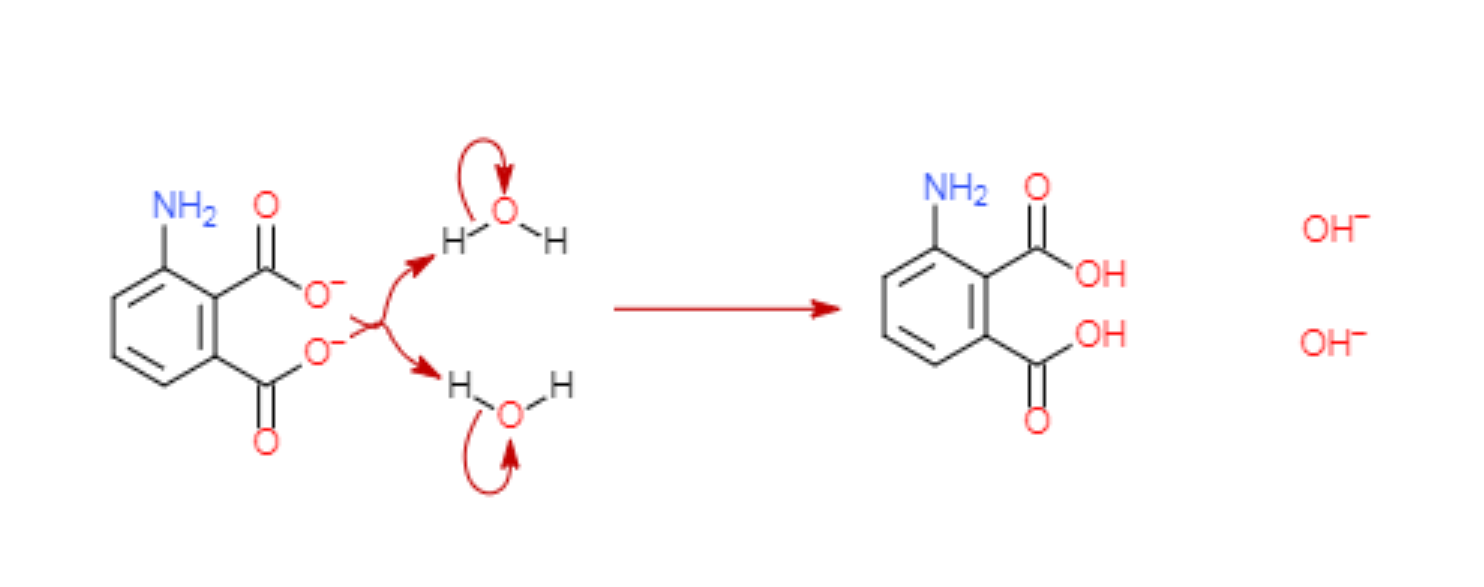 NH₂ O O⁻ O⁻ O
H O H
H O H
NH₂ O OH OH O
OH⁻
OH⁻